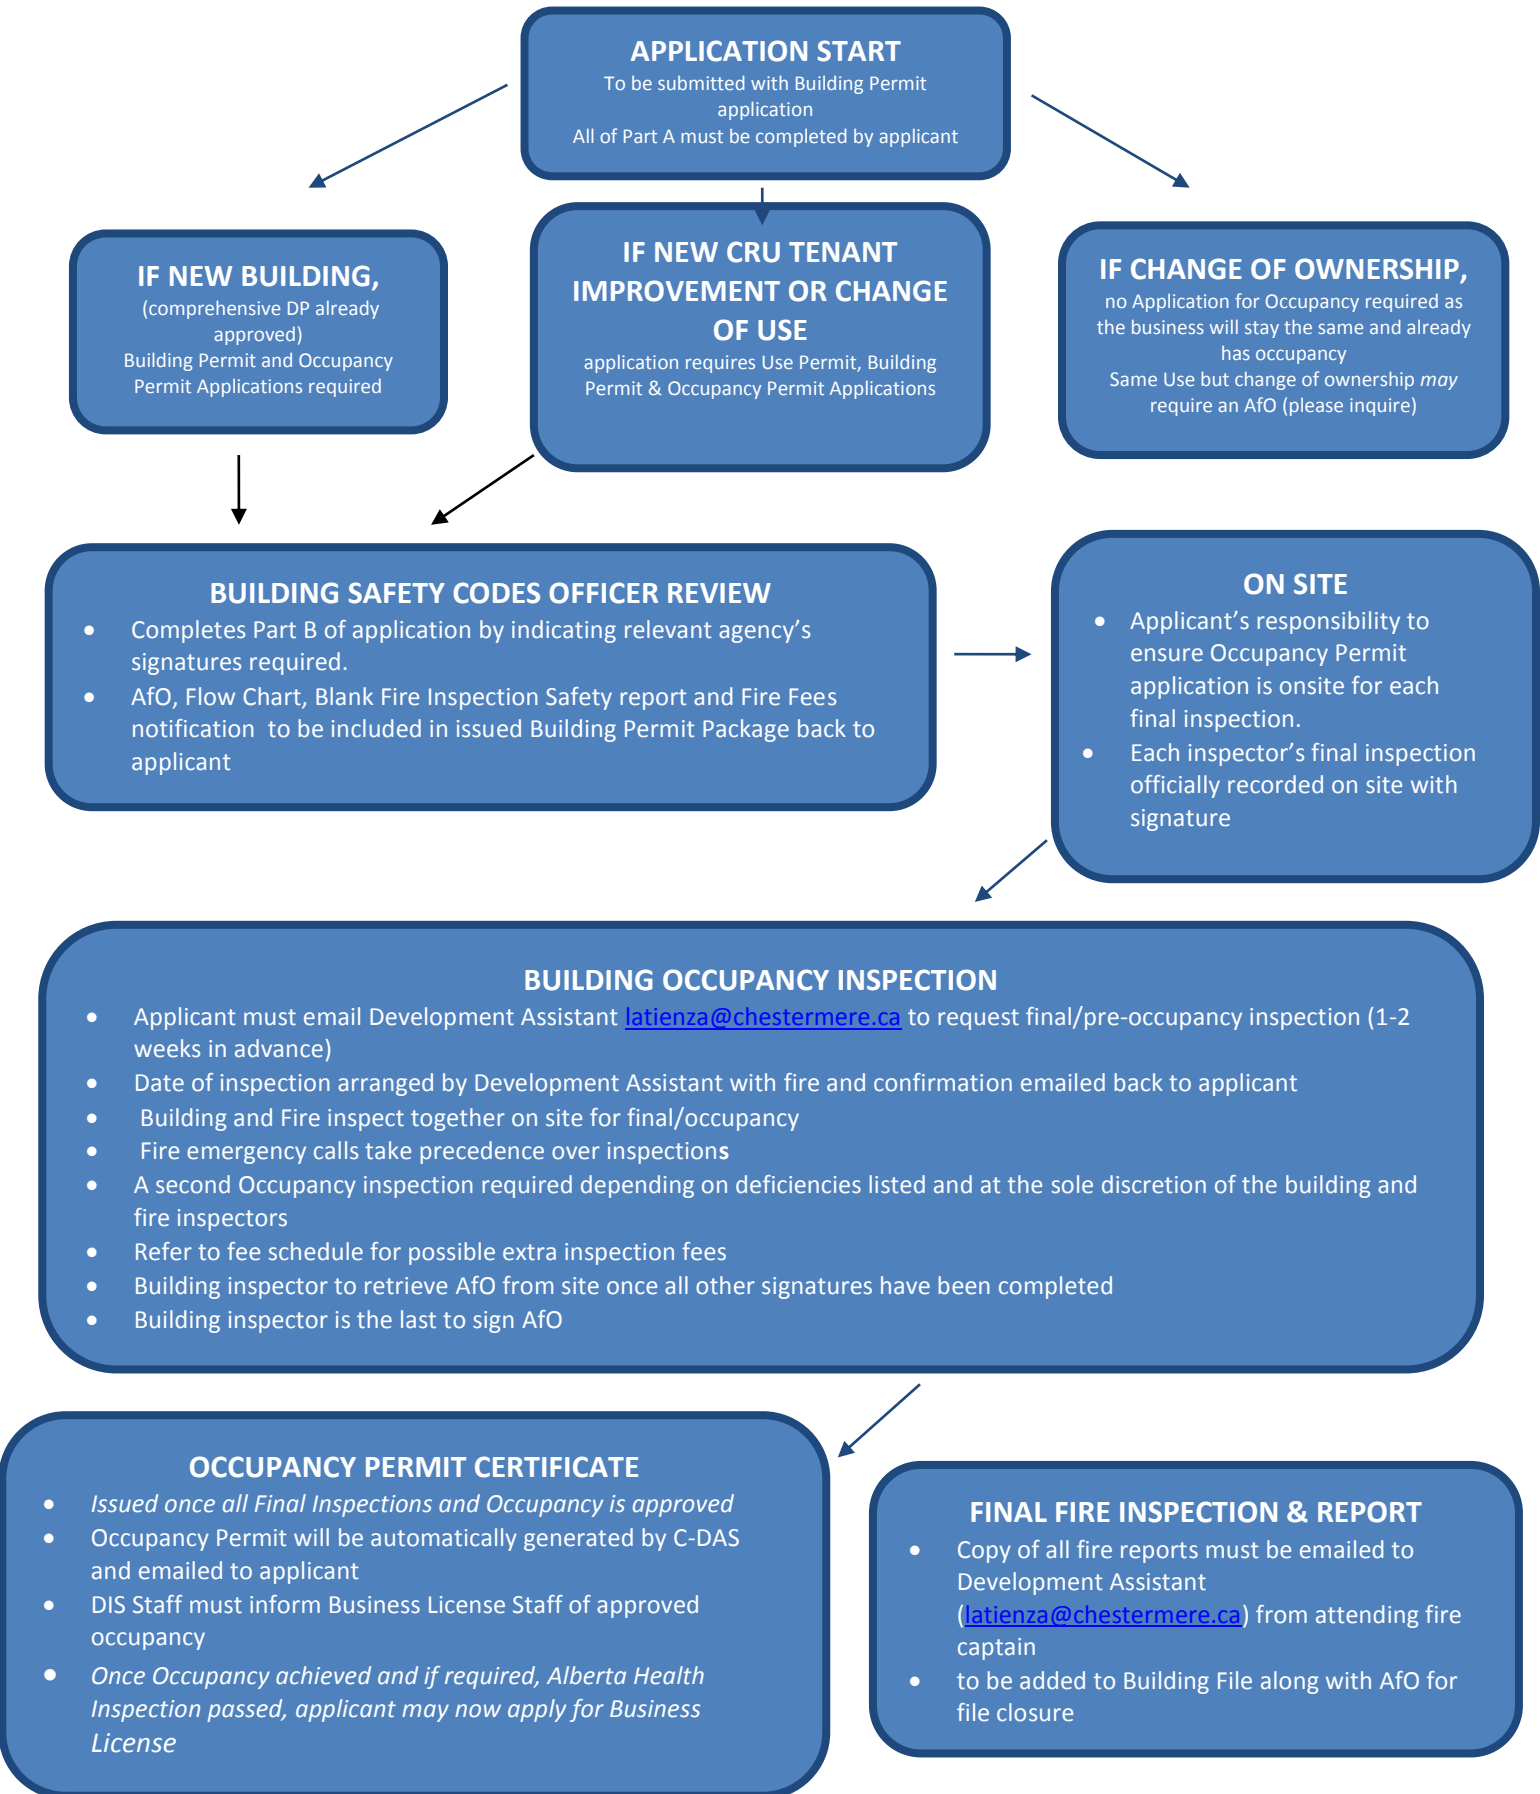 APPLICATION START
To be submitted with Building Permit
application
All of Part A must be completed by applicant
IF NEW BUILDING,
(comprehensive DP already
approved)
Building Permit and Occupancy
Permit Applications required
IF NEW CRU TENANT
IMPROVEMENT OR CHANGE
OF USE
application requires Use Permit, Building
Permit & Occupancy Permit Applications
IF CHANGE OF OWNERSHIP,
no Application for Occupancy required as
the business will stay the same and already
has occupancy
Same Use but change of ownership may
require an AfO (please inquire)
BUILDING SAFETY CODES OFFICER REVIEW
• Completes Part B of application by indicating relevant agency's
signatures required.
• AfO, Flow Chart, Blank Fire Inspection Safety report and Fire Fees
notification to be included in issued Building Permit Package back to
applicant
ON SITE
• Applicant's responsibility to
ensure Occupancy Permit
application is onsite for each
final inspection.
• Each inspector's final inspection
officially recorded on site with
signature
BUILDING OCCUPANCY INSPECTION
• Applicant must email Development Assistant latienza@chestermere.ca to request final/pre-occupancy inspection (1-2
weeks in advance)
• Date of inspection arranged by Development Assistant with fire and confirmation emailed back to applicant
• Building and Fire inspect together on site for final/occupancy
• Fire emergency calls take precedence over inspections
• A second Occupancy inspection required depending on deficiencies listed and at the sole discretion of the building and
fire inspectors
• Refer to fee schedule for possible extra inspection fees
• Building inspector to retrieve AfO from site once all other signatures have been completed
• Building inspector is the last to sign AfO
OCCUPANCY PERMIT CERTIFICATE
• Issued once all Final Inspections and Occupancy is approved
• Occupancy Permit will be automatically generated by C-DAS
and emailed to applicant
• DIS Staff must inform Business License Staff of approved
occupancy
• Once Occupancy achieved and if required, Alberta Health
Inspection passed, applicant may now apply for Business
License
FINAL FIRE INSPECTION & REPORT
• Copy of all fire reports must be emailed to
Development Assistant
(latienza@chestermere.ca) from attending fire
captain
• to be added to Building File along with AfO for
file closure